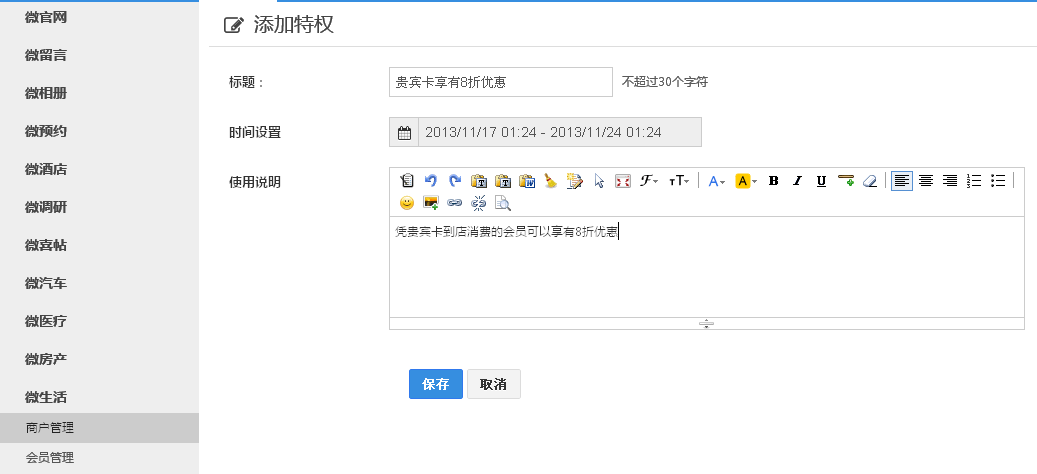 微官网
微留言
微相册
微预约
微酒店
微调研
微喜帖
微汽车
微医疗
微房产
微生活
商户管理
会员管理
添加特权
标题：
贵宾卡享有8折优惠
不超过30个字符
时间设置
2013/11/17 01:24 - 2013/11/24 01:24
使用说明
凭贵宾卡到店消费的会员可以享有8折优惠
保存
取消